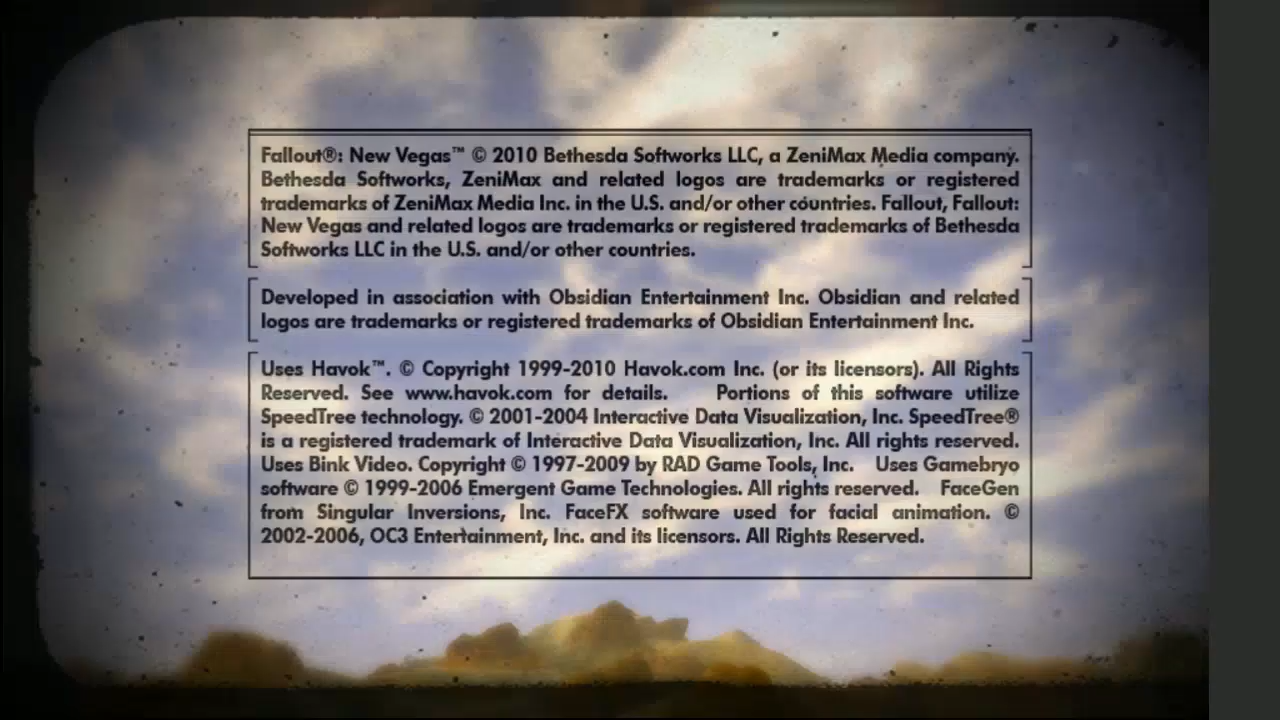 Fallout®: New Vegas™ © 2010 Bethesda Softworks LLC, a ZeniMax Media company.
Bethesda Softworks, ZeniMax and related logos are trademarks or registered
trademarks of ZeniMax Media Inc. in the U.S. and/or other countries. Fallout, Fallout:
New Vegas and related logos are trademarks or registered trademarks of Bethesda
Softworks LLC in the U.S. and/or other countries.
Developed in association with Obsidian Entertainment Inc. Obsidian and related
logos are trademarks or registered trademarks of Obsidian Entertainment Inc.
Uses Havok™. © Copyright 1999-2010 Havok.com Inc. (or its licensors). All Rights
Reserved. See www.havok.com for details. Portions of this software utilize
SpeedTree technology. © 2001-2004 Interactive Data Visualization, Inc. SpeedTree®
is a registered trademark of Interactive Data Visualization, Inc. All rights reserved.
Uses Bink Video. Copyright © 1997-2009 by RAD Game Tools, Inc. Uses Gamebryo
software © 1999-2006 Emergent Game Technologies. All rights reserved. FaceGen
from Singular Inversions, Inc. FaceFX software used for facial animation. ©
2002-2006, OC3 Entertainment, Inc. and its licensors. All Rights Reserved.